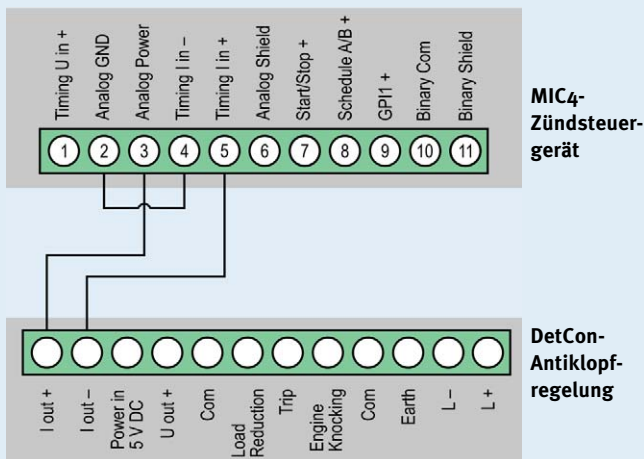 Timing U in +
Analog GND
Analog Power
Timing I in –
Timing I in +
Analog Shield
Start/Stop +
Schedule A/B +
GPI1 +
Binary Com
Binary Shield
1 2 3 4 5 6 7 8 9 10 11
MIC4-
Zündsteuer-
gerät
DetCon-
Antiklopf-
regelung
I out +
I out –
Power in
5 V DC
U out +
Com
Load
Reduction
Trip
Engine
Knocking
Com
Earth
L –
L +